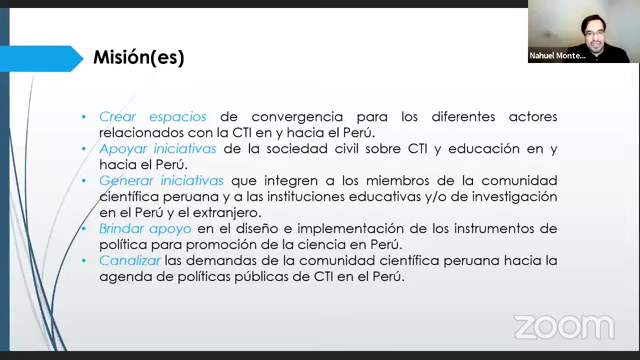 Misión(es)
Nahuel Monte...
• Crear espacios de convergencia para los diferentes actores
relacionados con la CTI en y hacia el Perú.
• Apoyar iniciativas de la sociedad civil sobre CTI y educación en y
hacia el Perú.
• Generar iniciativas que integren a los miembros de la comunidad
científica peruana y a las instituciones educativas y/o de investigación
en el Perú y el extranjero.
• Brindar apoyo en el diseño e implementación de los instrumentos de
política para promoción de la ciencia en Perú.
• Canalizar las demandas de la comunidad científica peruana hacia la
agenda de políticas públicas de CTI en el Perú.
zoom